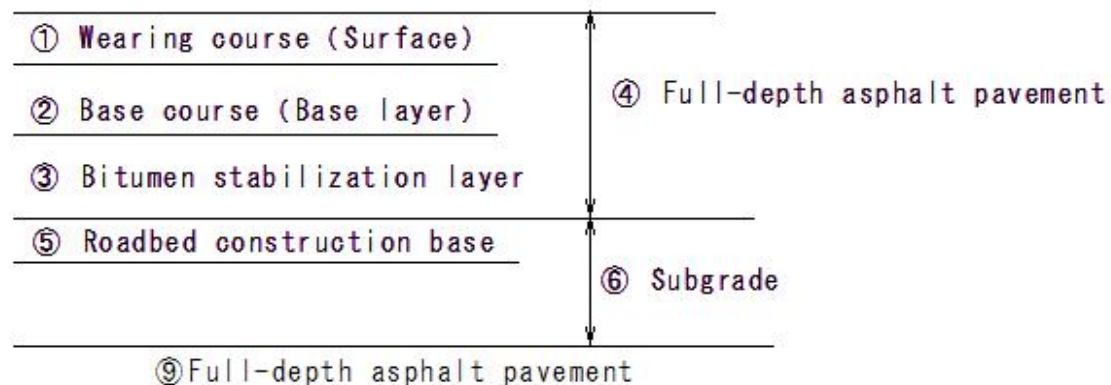 ① Wearing course (Surface)
④ Full-depth asphalt pavement
② Base course (Base layer)
③ Bitumen stabilization layer
⑤ Roadbed construction base
⑥ Subgrade
⑨Full-depth asphalt pavement